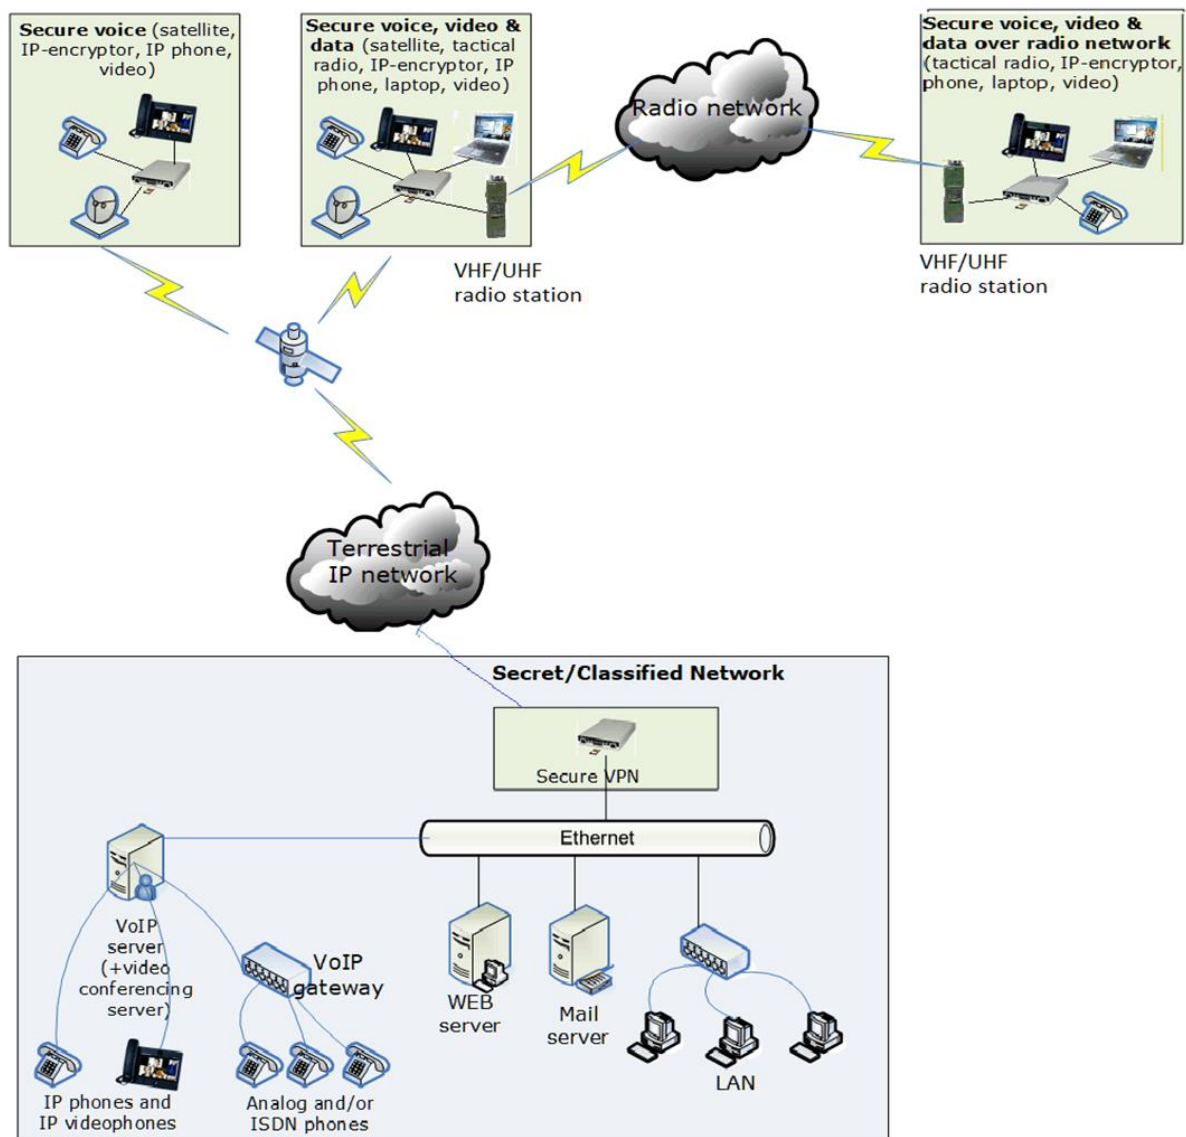 Secure voice (satellite,
IP-encryptor, IP phone,
video)
Secure voice, video &
data (satellite, tactical
radio, IP-encryptor, IP
phone, laptop, video)
Radio network
Secure voice, video &
data over radio network
(tactical radio, IP-encryptor,
phone, laptop, video)
VHF/UHF
radio station
VHF/UHF
radio station
Terrestrial
IP network
Secret/Classified Network
Secure VPN
Ethernet
VoIP
server
(+video
conferencing
server)
VoIP
gateway
WEB
server
Mail
server
LAN
IP phones and
IP videophones
Analog and/or
ISDN phones